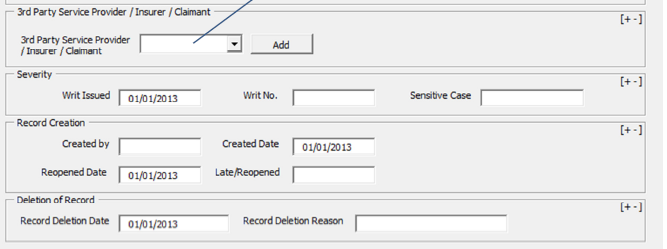 3rd Party Service Provider / Insurer / Claimant
[+ -]
3rd Party Service Provider
/ Insurer / Claimant
Add
Severity
[+ -]
Writ Issued 01/01/2013 Writ No. Sensitive Case
Record Creation
[+ -]
Created by Created Date 01/01/2013
Reopened Date 01/01/2013 Late/Reopened
Deletion of Record
[+ -]
Record Deletion Date 01/01/2013 Record Deletion Reason